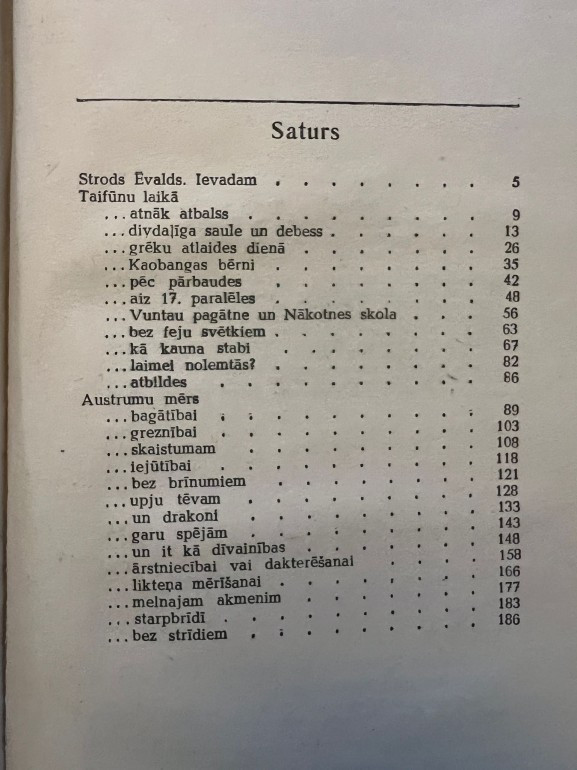 Saturs
Strods Ēvalds. Ievadam . . . . . . . . 5
Taifūnu laikā
...atnāk atbalss . . . . . . . . . 9
...divdaļīga saule un debess . . . . . . 13
...grēku atlaides dienā . . . . . . . 26
...Kaobangas bērni . . . . . . . . 35
...pēc pārbaudes . . . . . . . . 42
...aiz 17. paralēles . . . . . . . . 48
...Vuntau pagātne un Nākotnes skola . . . 56
...bez feju svētkiem . . . . . . . . 63
...kā kauna stabi . . . . . . . . 67
...laimei nolemtās? . . . . . . . . 82
...atbildes . . . . . . . . . . 86
Austrumu mērs
...bagātībai . . . . . . . . . . 89
...greznībai . . . . . . . . . . 103
...skaistumam . . . . . . . . . 108
...iejūtībai . . . . . . . . . . 118
...bez brīnumiem . . . . . . . . 121
...upju tēvam . . . . . . . . . 128
...un drakoni . . . . . . . . . 133
...garu spējām . . . . . . . . . 143
...un it kā dīvainības . . . . . . . 148
...ārstniecībai vai dakterēšanai . . . . 158
...likteņa mērīšanai . . . . . . . . 166
...melnajam akmenim . . . . . . . 177
...starpbrīdī . . . . . . . . . . 183
...bez strīdiem . . . . . . . . . 186